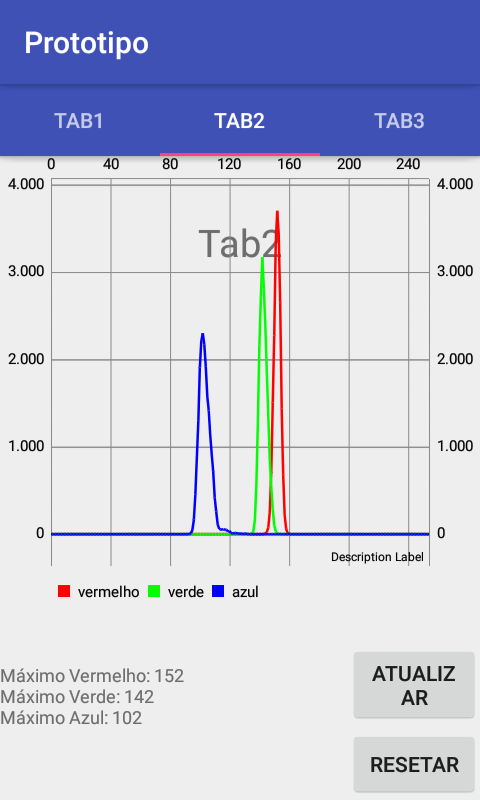 Prototipo
TAB1 TAB2 TAB3
0 40 80 120 160 200 240
4.000 4.000
Tab2
3.000 3.000
2.000 2.000
1.000 1.000
0 0
Description Label
vermelho verde azul
Máximo Vermelho: 152
Máximo Verde: 142
Máximo Azul: 102
ATUALIZ
AR
RESETAR